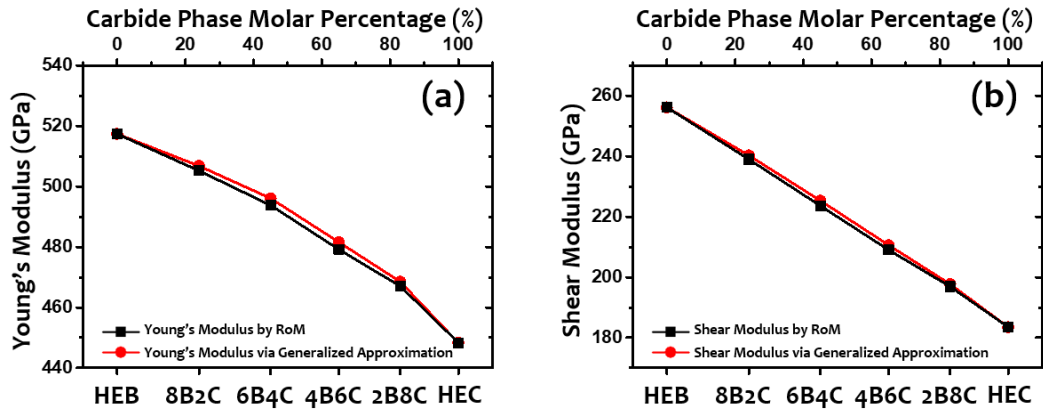 Carbide Phase Molar Percentage (%)
0 20 40 60 80 100
540
520
500
480
460
440
Young's Modulus (GPa)
(a)
Young's Modulus by RoM
Young's Modulus via Generalized Approximation
HEB 8B2C 6B4C 4B6C 2B8C HEC
Carbide Phase Molar Percentage (%)
0 20 40 60 80 100
260
240
220
200
180
Shear Modulus (GPa)
(b)
Shear Modulus by RoM
Shear Modulus via Generalized Approximation
HEB 8B2C 6B4C 4B6C 2B8C HEC